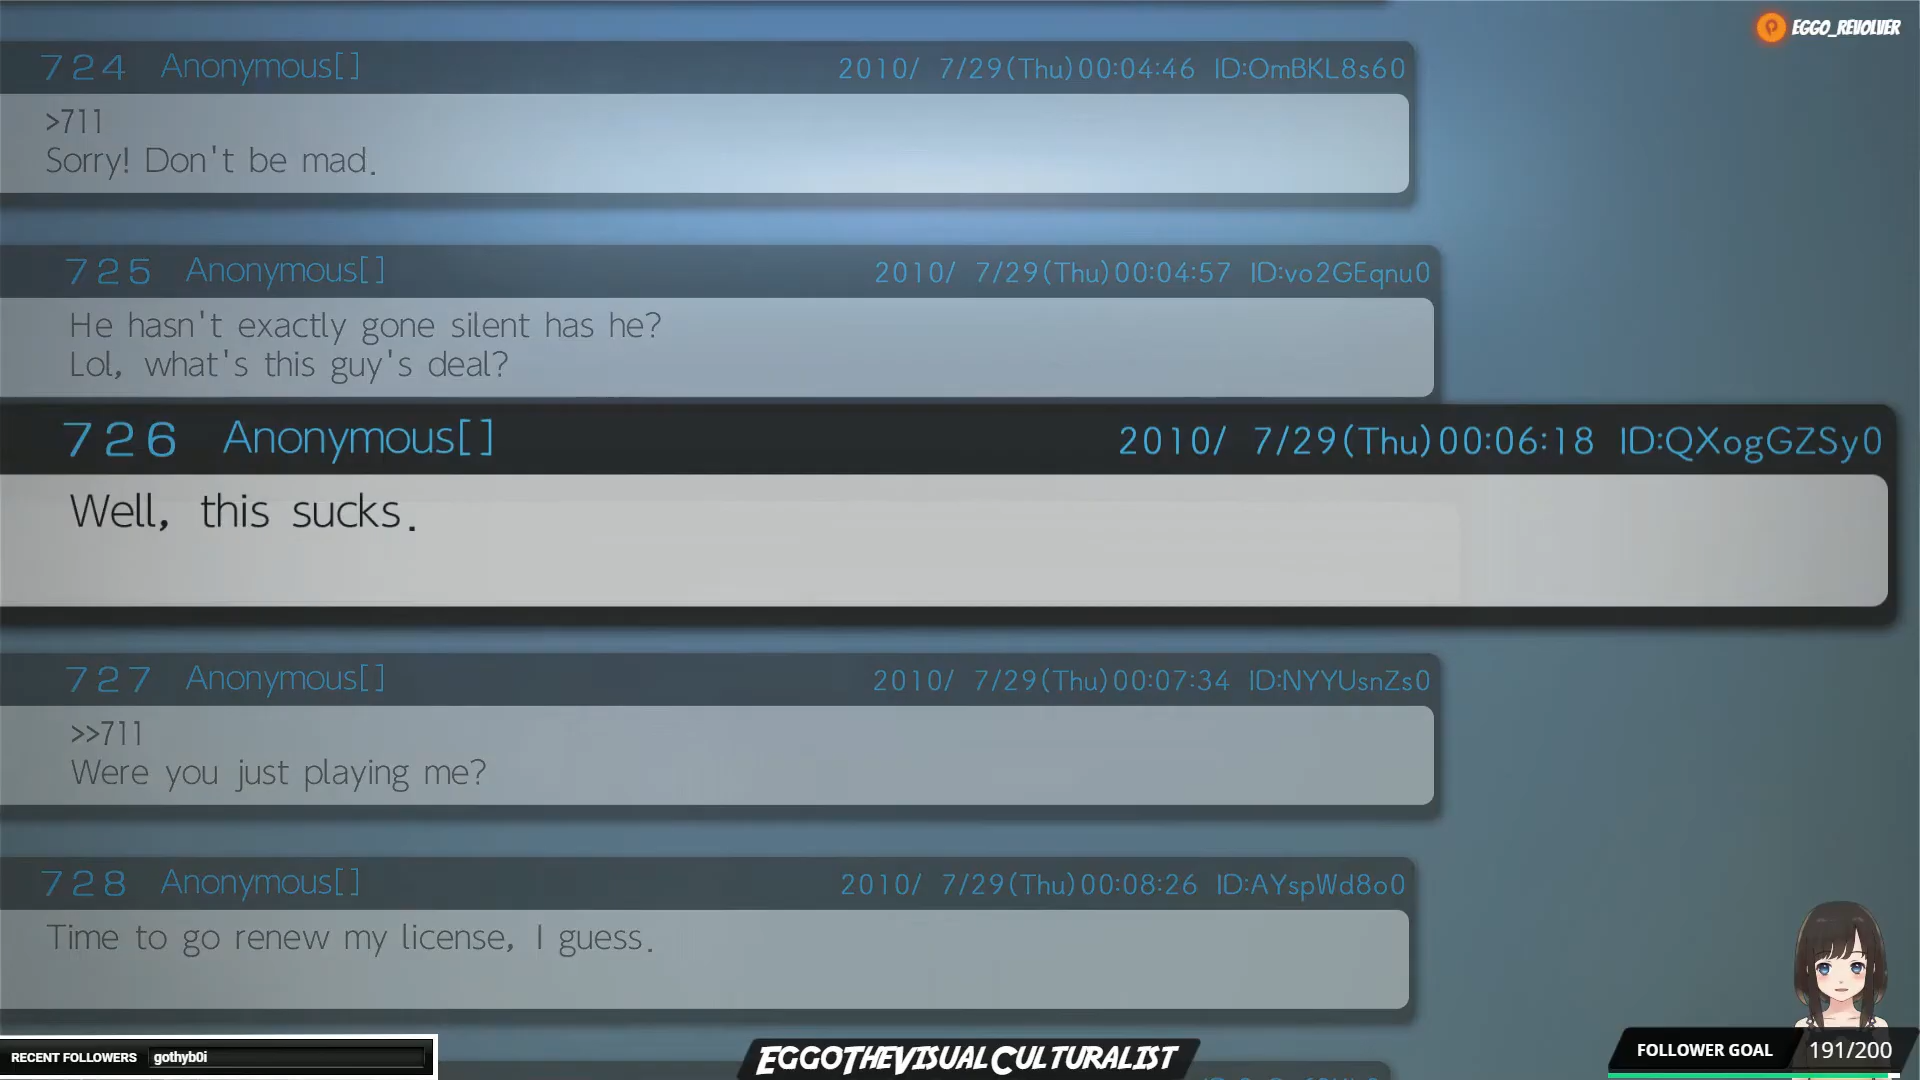 EGGO_REVOLVER
724 Anonymous[] 2010/ 7/29(Thu)00:04:46 ID:OmBKL8s60
>711
Sorry! Don't be mad.
725 Anonymous[] 2010/ 7/29(Thu)00:04:57 ID:vo2GEqnu0
He hasn't exactly gone silent has he?
Lol, what's this guy's deal?
726 Anonymous[] 2010/ 7/29(Thu)00:06:18 ID:QXogGZSy0
Well, this sucks.
727 Anonymous[] 2010/ 7/29(Thu)00:07:34 ID:NYYUsnZs0
>>711
Were you just playing me?
728 Anonymous[] 2010/ 7/29(Thu)00:08:26 ID:AYspWd8o0
Time to go renew my license, I guess.
RECENT FOLLOWERS gothyb0i
EGGOTHEVISUALCULTURALIST
FOLLOWER GOAL 191/200